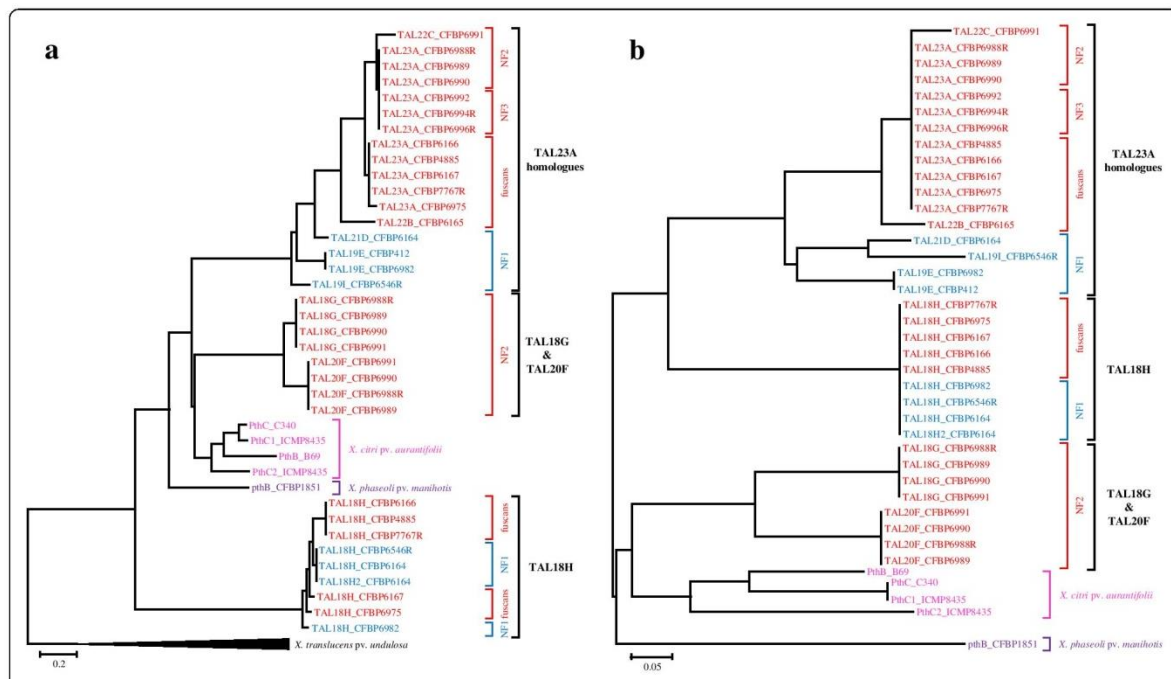 a
TAL22C_CFBP6991
TAL23A_CFBP6988R
TAL23A_CFBP6989
TAL23A_CFBP6990
TAL23A_CFBP6992
TAL23A_CFBP6994R
TAL23A_CFBP6996R
TAL23A_CFBP6166
TAL23A_CFBP4885
TAL23A_CFBP6167
TAL23A_CFBP7767R
TAL23A_CFBP6975
TAL22B_CFBP6165
TAL21D_CFBP6164
TAL19E_CFBP412
TAL19E_CFBP6982
TAL19I_CFBP6546R
TAL18G_CFBP6988R
TAL18G_CFBP6989
TAL18G_CFBP6990
TAL18G_CFBP6991
TAL20F_CFBP6991
TAL20F_CFBP6990
TAL20F_CFBP6988R
TAL20F_CFBP6989
PthC_C340
PthC1_ICMP8435
PthB_B69
PthC2_ICMP8435
pthB_CFBP1851
TAL18H_CFBP6166
TAL18H_CFBP4885
TAL18H_CFBP7767R
TAL18H_CFBP6546R
TAL18H_CFBP6164
TAL18H2_CFBP6164
TAL18H_CFBP6167
TAL18H_CFBP6975
TAL18H_CFBP6982
X. translucens pv. undulosa
NF2
NF3
fuscans
NF1
NF2
X. citri pv. aurantifolii
X. phaseoli pv. manihotis
fuscans
NF1
fuscans
NF1
TAL23A
homologues
TAL18G
&
TAL20F
TAL18H
0.2
b
TAL22C_CFBP6991
TAL23A_CFBP6988R
TAL23A_CFBP6989
TAL23A_CFBP6990
TAL23A_CFBP6992
TAL23A_CFBP6994R
TAL23A_CFBP6996R
TAL23A_CFBP4885
TAL23A_CFBP6166
TAL23A_CFBP6167
TAL23A_CFBP6975
TAL23A_CFBP7767R
TAL22B_CFBP6165
TAL21D_CFBP6164
TAL19I_CFBP6546R
TAL19E_CFBP6982
TAL19E_CFBP412
TAL18H_CFBP7767R
TAL18H_CFBP6975
TAL18H_CFBP6167
TAL18H_CFBP6166
TAL18H_CFBP4885
TAL18H_CFBP6982
TAL18H_CFBP6546R
TAL18H_CFBP6164
TAL18H2_CFBP6164
TAL18G_CFBP6988R
TAL18G_CFBP6989
TAL18G_CFBP6990
TAL18G_CFBP6991
TAL20F_CFBP6991
TAL20F_CFBP6990
TAL20F_CFBP6988R
TAL20F_CFBP6989
PthB_B69
PthC_C340
PthC1_ICMP8435
PthC2_ICMP8435
pthB_CFBP1851
NF2
NF3
fuscans
NF1
fuscans
NF1
NF2
X. citri pv. aurantifolii
X. phaseoli pv. manihotis
TAL23A
homologues
TAL18H
TAL18G
&
TAL20F
0.05